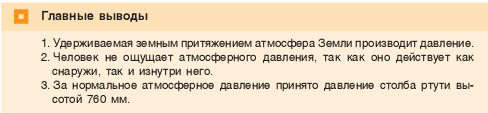 Главные выводы
1. Удерживаемая земным притяжением атмосфера Земли производит давление.
2. Человек не ощущает атмосферного давления, так как оно действует как
снаружи, так и изнутри него.
3. За нормальное атмосферное давление принято давление столба ртути вы-
сотой 760 мм.